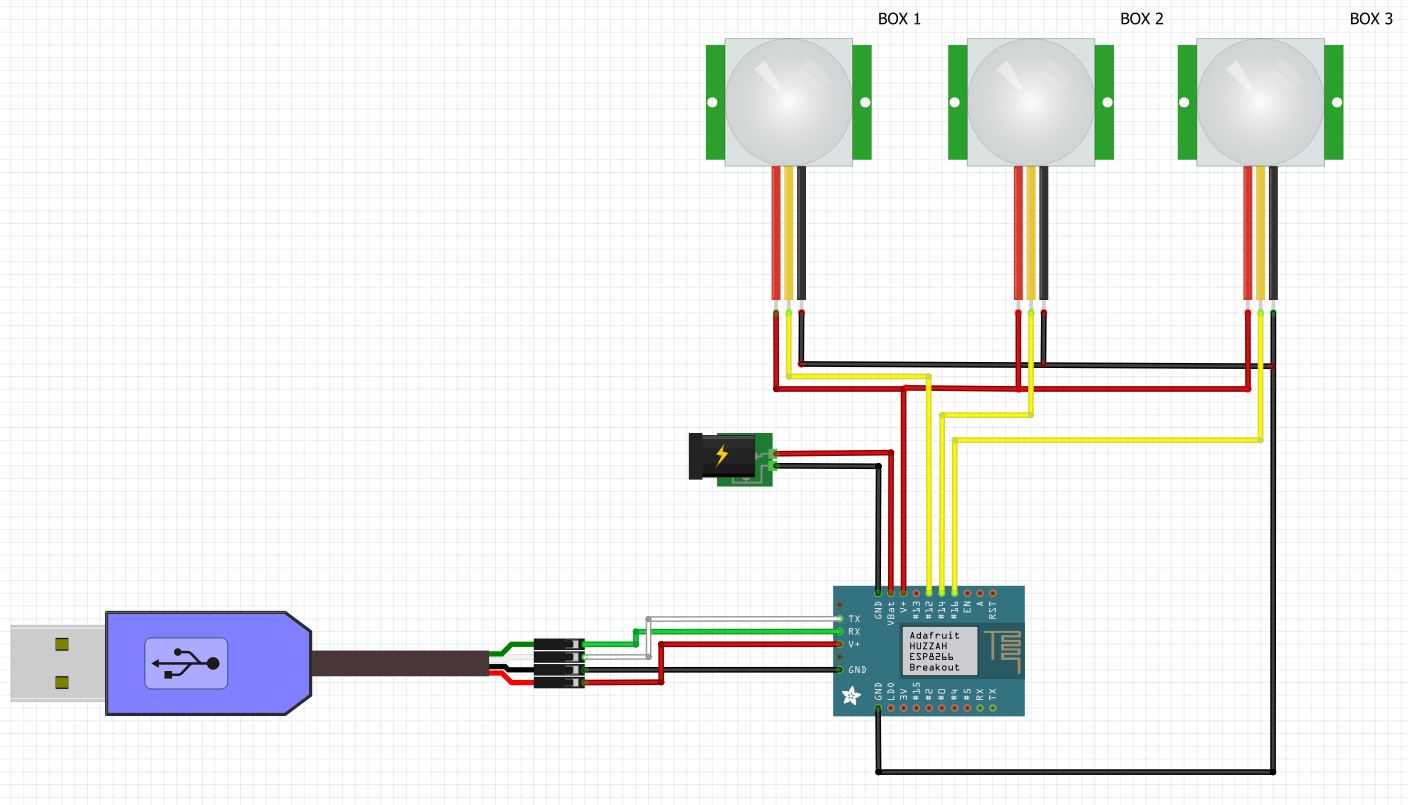 BOX 1
BOX 2
BOX 3
GND
VBat
V+
#13
#12
#14
#16
EN
A
RST
TX
RX
V+
GND
Adafruit
HUZZAH
ESP8266
Breakout
GND
LDO
3V
#15
#2
#0
#4
#5
RX
TX